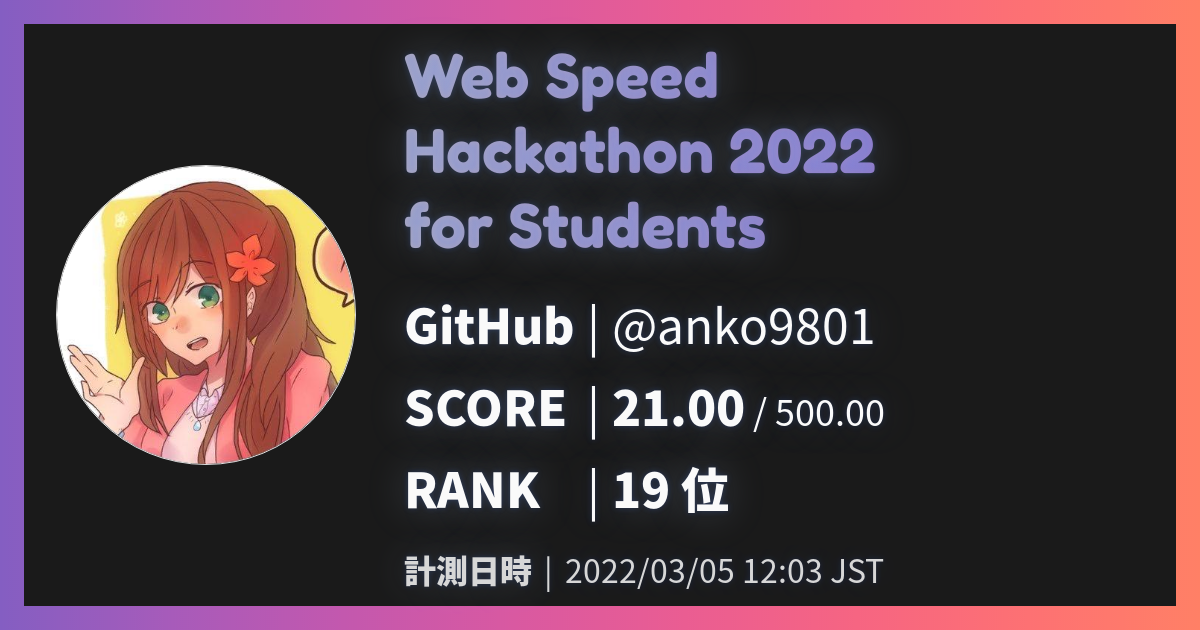 Web Speed
Hackathon 2022
for Students
GitHub | @anko9801
SCORE | 21.00 / 500.00
RANK | 19 位
計測日時 | 2022/03/05 12:03 JST